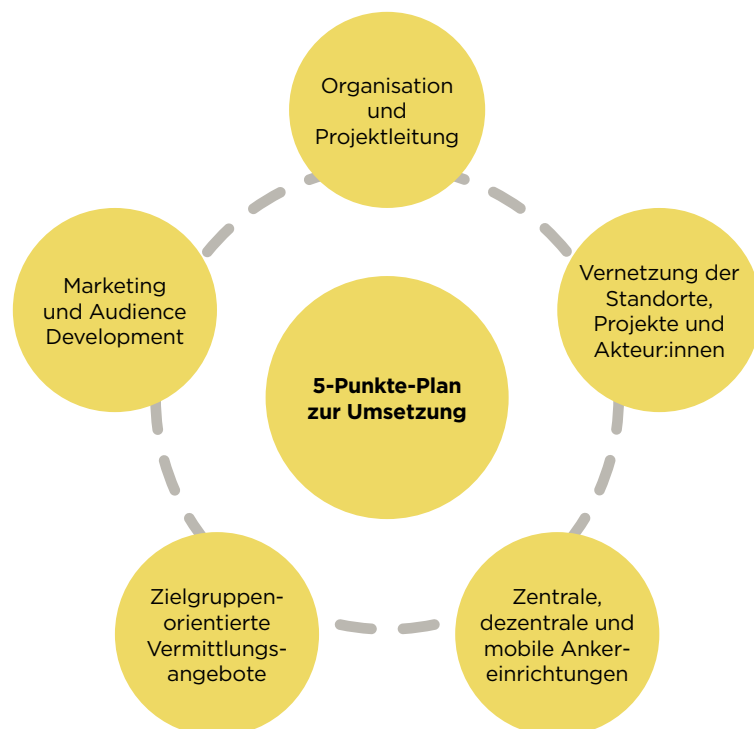 Organisation
und
Projektleitung
Vernetzung der
Standorte,
Projekte und
Akteur:innen
Zentrale,
dezentrale und
mobile Anker-
einrichtungen
Zielgruppen-
orientierte
Vermittlungs-
angebote
Marketing
und Audience
Development
5-Punkte-Plan
zur Umsetzung